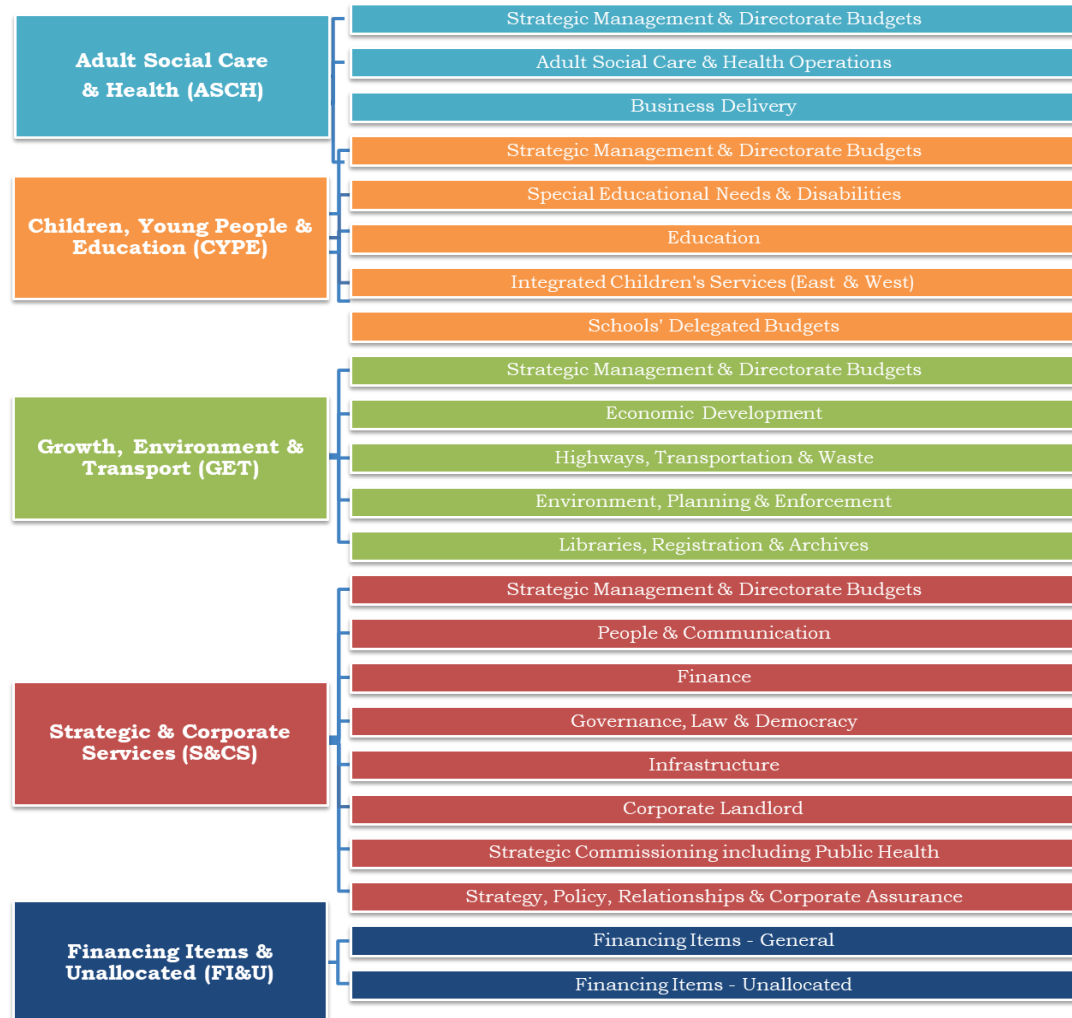 Adult Social Care
& Health (ASCH)
Strategic Management & Directorate Budgets
Adult Social Care & Health Operations
Business Delivery
Children, Young People &
Education (CYPE)
Strategic Management & Directorate Budgets
Special Educational Needs & Disabilities
Education
Integrated Children's Services (East & West)
Schools' Delegated Budgets
Growth, Environment &
Transport (GET)
Strategic Management & Directorate Budgets
Economic Development
Highways, Transportation & Waste
Environment, Planning & Enforcement
Libraries, Registration & Archives
Strategic & Corporate
Services (S&CS)
Strategic Management & Directorate Budgets
People & Communication
Finance
Governance, Law & Democracy
Infrastructure
Corporate Landlord
Strategic Commissioning including Public Health
Strategy, Policy, Relationships & Corporate Assurance
Financing Items &
Unallocated (FI&U)
Financing Items - General
Financing Items - Unallocated